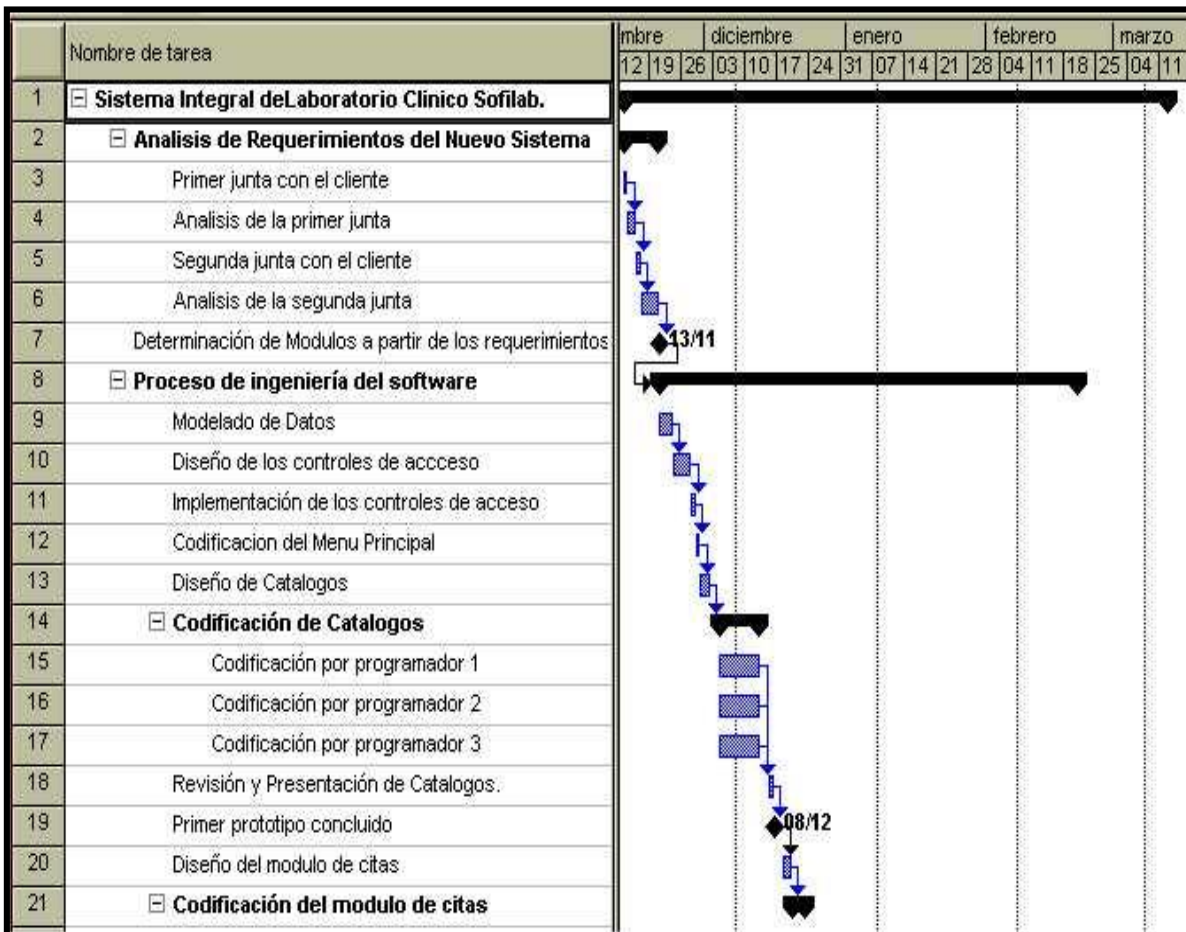 Nombre de tarea
mbre diciembre enero febrero marzo
12 19 26 03 10 17 24 31 07 14 21 28 04 11 18 25 04 11
1 Sistema Integral deLaboratorio Clinico Sofilab.
2 Analisis de Requerimientos del Nuevo Sistema
3 Primer junta con el cliente
4 Analisis de la primer junta
5 Segunda junta con el cliente
6 Analisis de la segunda junta
7 Determinación de Modulos a partir de los requerimientos 13/11
8 Proceso de ingeniería del software
9 Modelado de Datos
10 Diseño de los controles de accceso
11 Implementación de los controles de acceso
12 Codificacion del Menu Principal
13 Diseño de Catalogos
14 Codificación de Catalogos
15 Codificación por programador 1
16 Codificación por programador 2
17 Codificación por programador 3
18 Revisión y Presentación de Catalogos.
19 Primer prototipo concluido 08/12
20 Diseño del modulo de citas
21 Codificación del modulo de citas